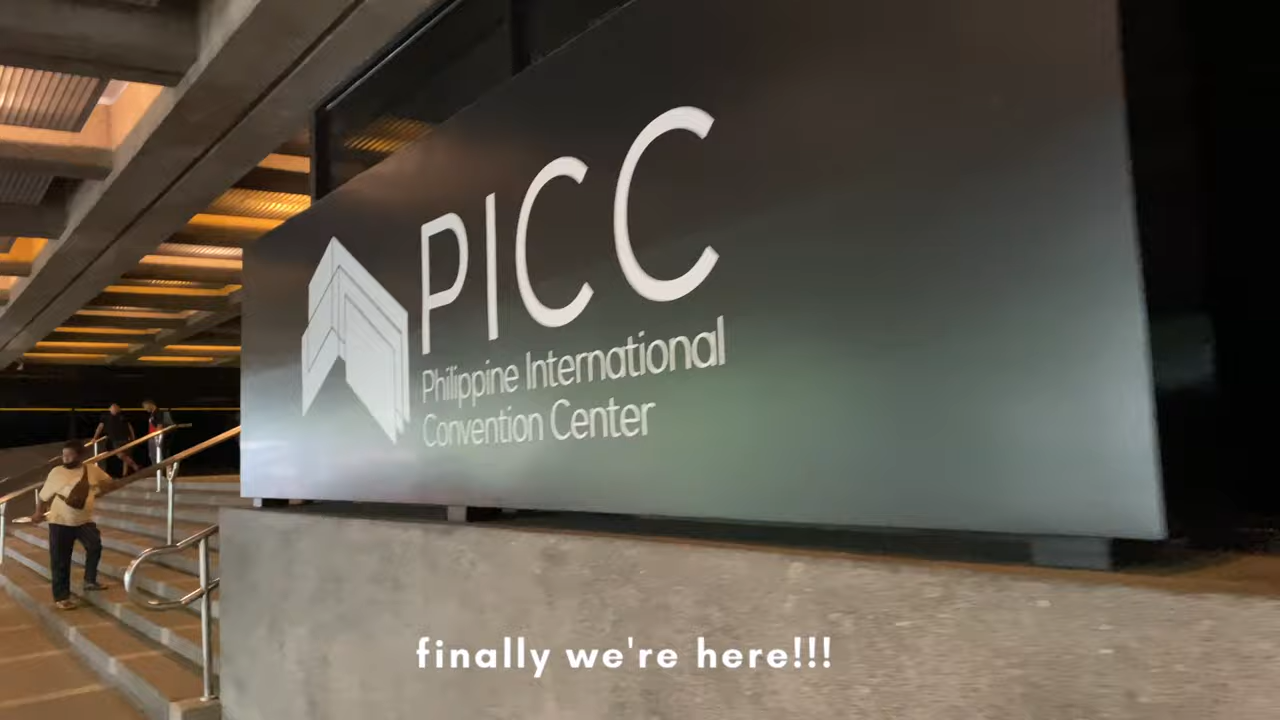 PICC
Philippine International
Convention Center
finally we're here!!!